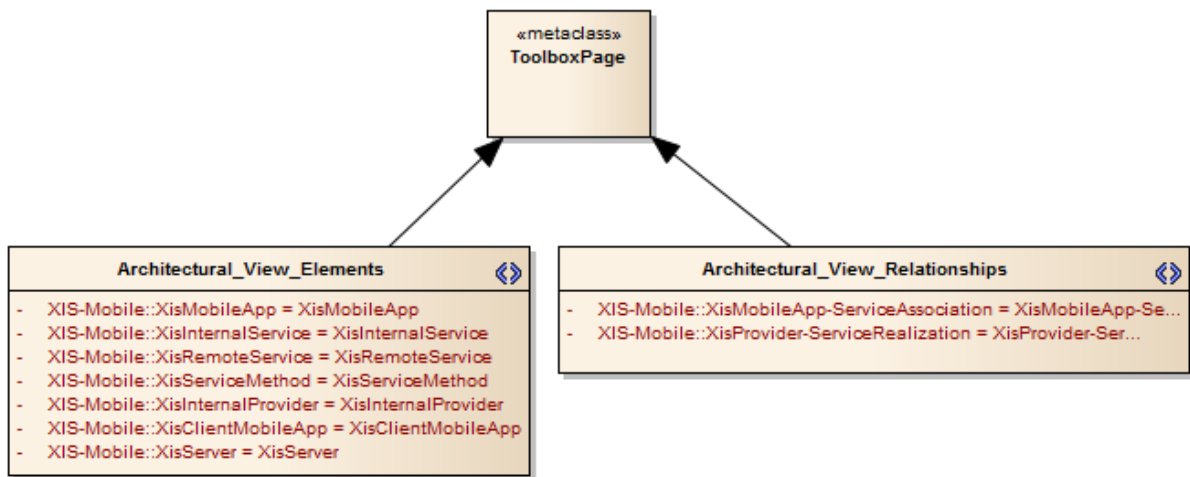 «metaclass»
ToolboxPage
Architectural_View_Elements
- XIS-Mobile::XisMobileApp = XisMobileApp
- XIS-Mobile::XisInternalService = XisInternalService
- XIS-Mobile::XisRemoteService = XisRemoteService
- XIS-Mobile::XisServiceMethod = XisServiceMethod
- XIS-Mobile::XisInternalProvider = XisInternalProvider
- XIS-Mobile::XisClientMobileApp = XisClientMobileApp
- XIS-Mobile::XisServer = XisServer
Architectural_View_Relationships
- XIS-Mobile::XisMobileApp-ServiceAssociation = XisMobileApp-Se...
- XIS-Mobile::XisProvider-ServiceRealization = XisProvider-Ser...